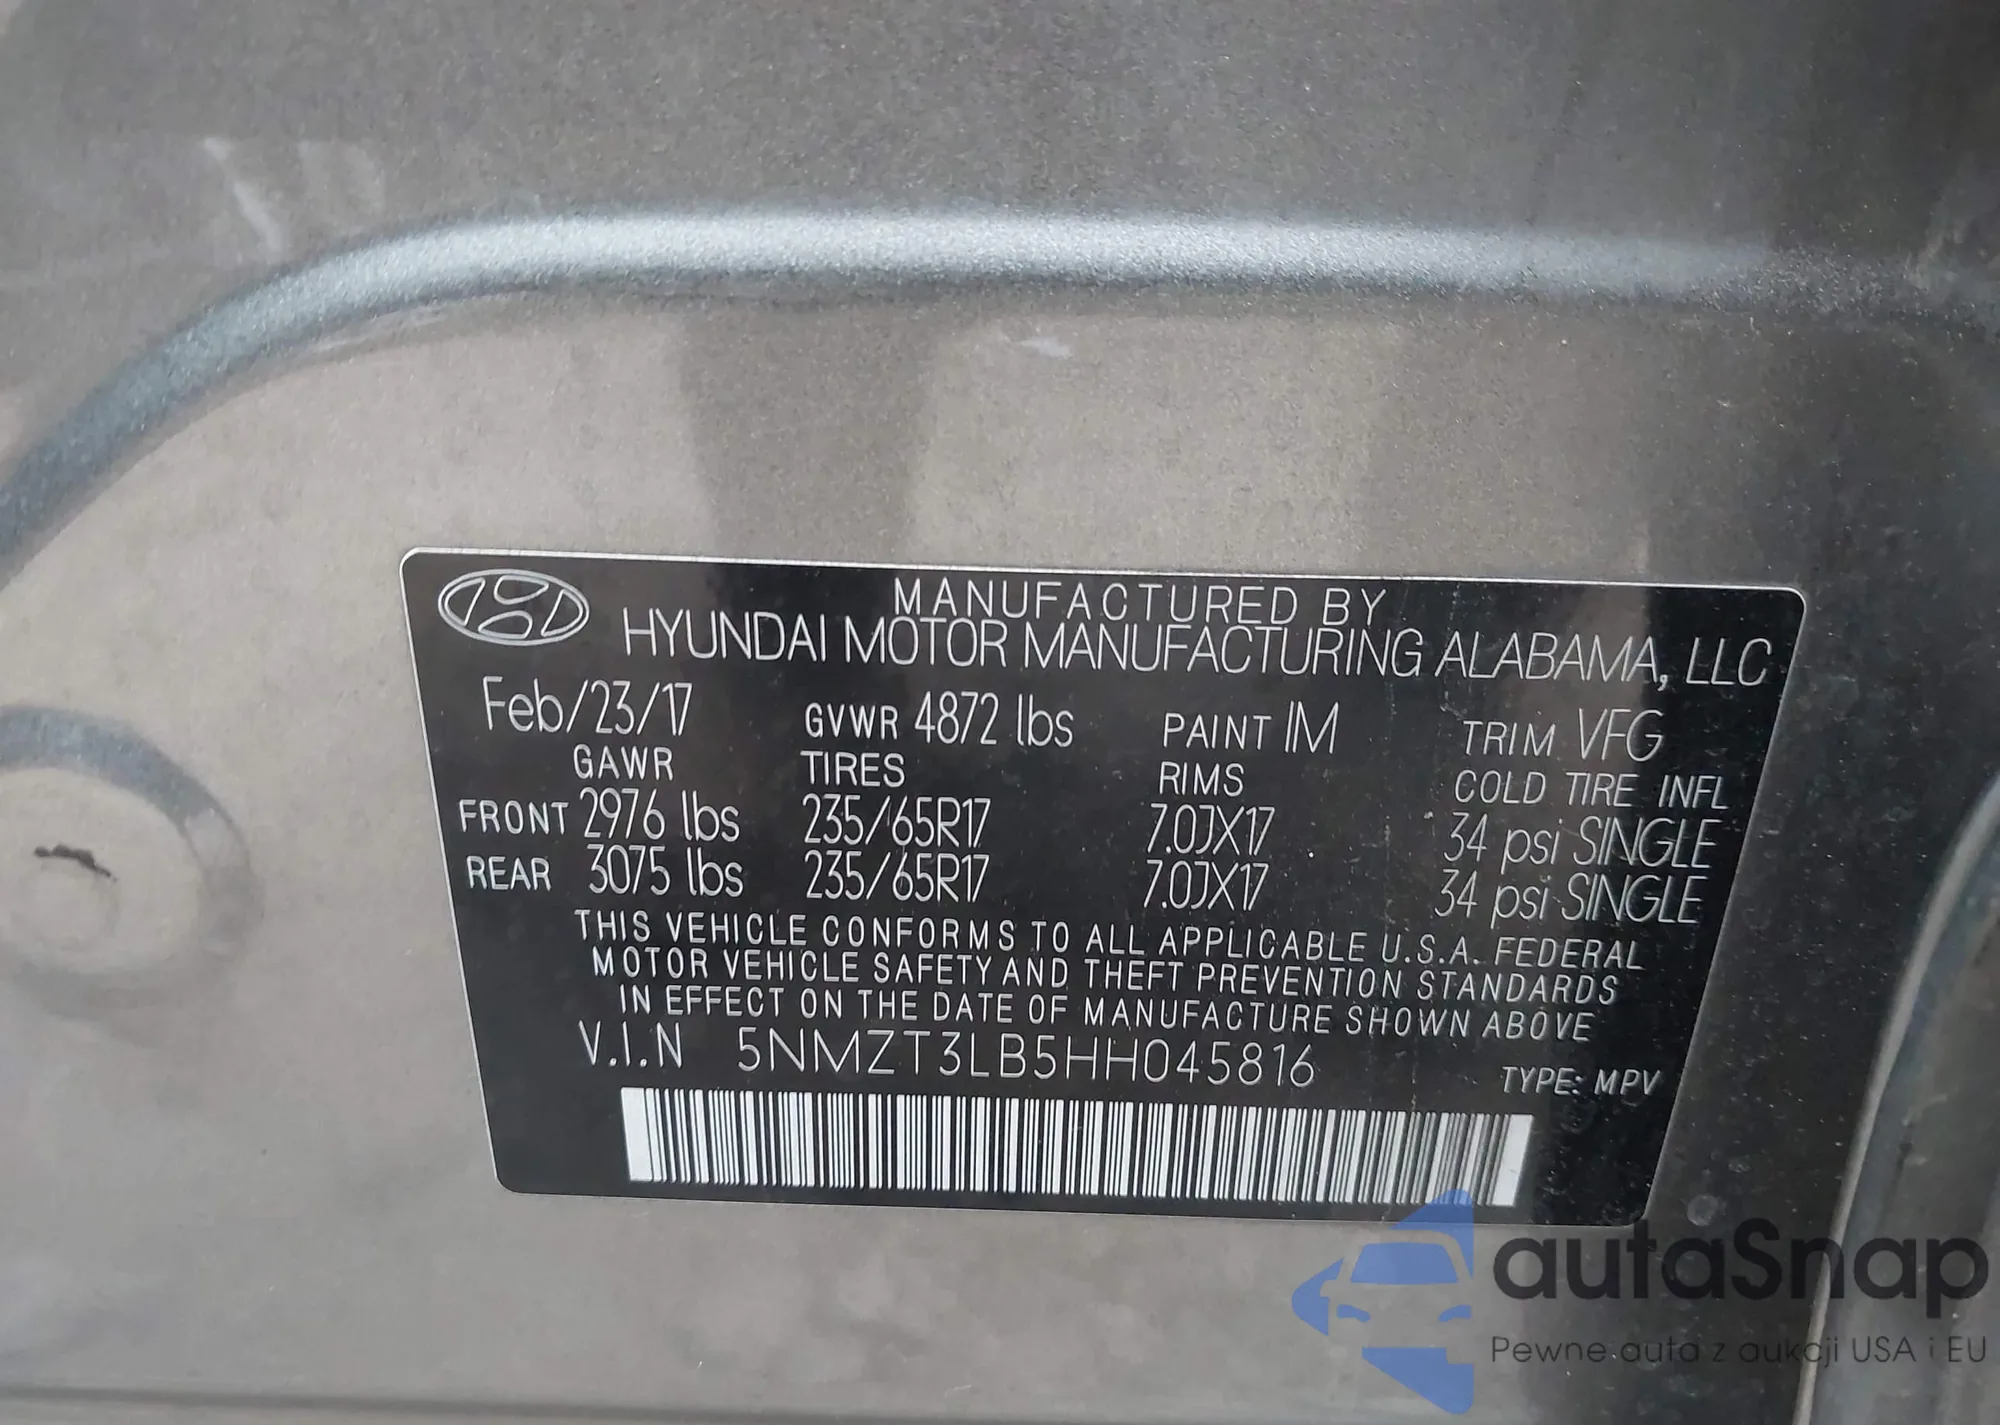 MANUFACTURED BY
HYUNDAI MOTOR MANUFACTURING ALABAMA, LLC
Feb/23/17 GVWR 4872 lbs PAINT IM TRIM VFG
GAWR TIRES RIMS COLD TIRE INFL
FRONT 2976 lbs 235/65R17 7.0JX17 34 psi SINGLE
REAR 3075 lbs 235/65R17 7.0JX17 34 psi SINGLE
THIS VEHICLE CONFORMS TO ALL APPLICABLE U.S.A. FEDERAL
MOTOR VEHICLE SAFETY AND THEFT PREVENTION STANDARDS
IN EFFECT ON THE DATE OF MANUFACTURE SHOWN ABOVE
V.I.N 5NMZT3LB5HH045816 TYPE: MPV
autaSnap
Pewne auta z aukcji USA i EU